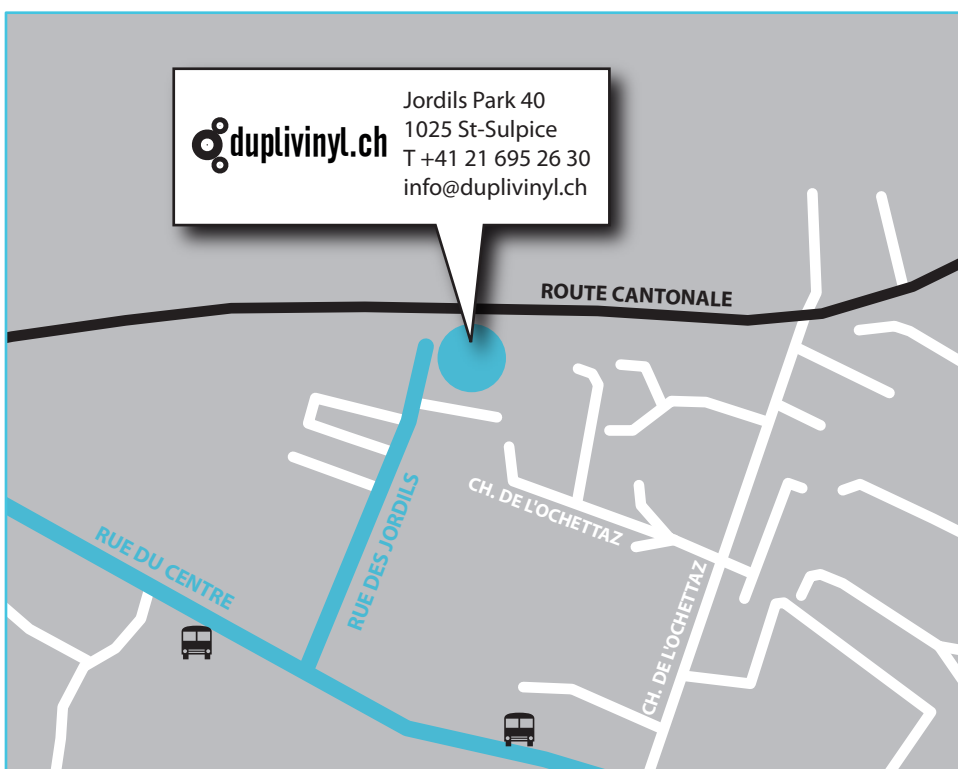 duplivinyl.ch
Jordils Park 40
1025 St-Sulpice
T +41 21 695 26 30
info@duplivinyl.ch
ROUTE CANTONALE
CH. DE L'OCHETTAZ
RUE DES JORDILS
RUE DU CENTRE
CH. DE L'OCHETTAZ